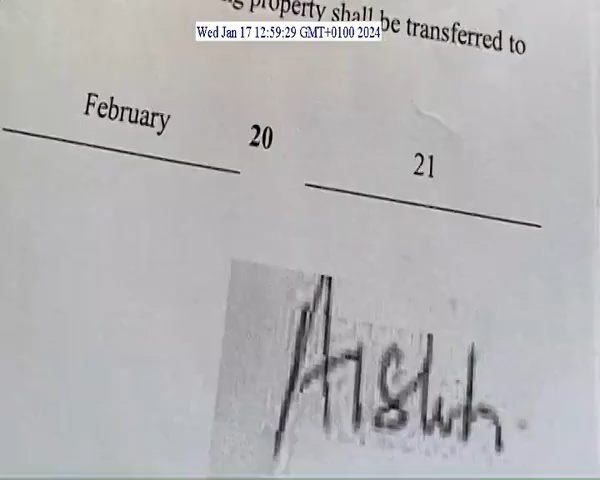 property shall be transferred to
Wed Jan 17 12:59:29 GMT+0100 2024
February 20 21